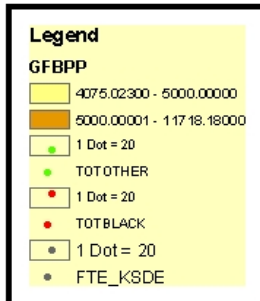 Legend
GFBPP
4075.02300 - 5000.00000
5000.00001 - 11718.18000
1 Dot = 20
TOTOTHER
1 Dot = 20
TOTBLACK
1 Dot = 20
FTE_KSDE